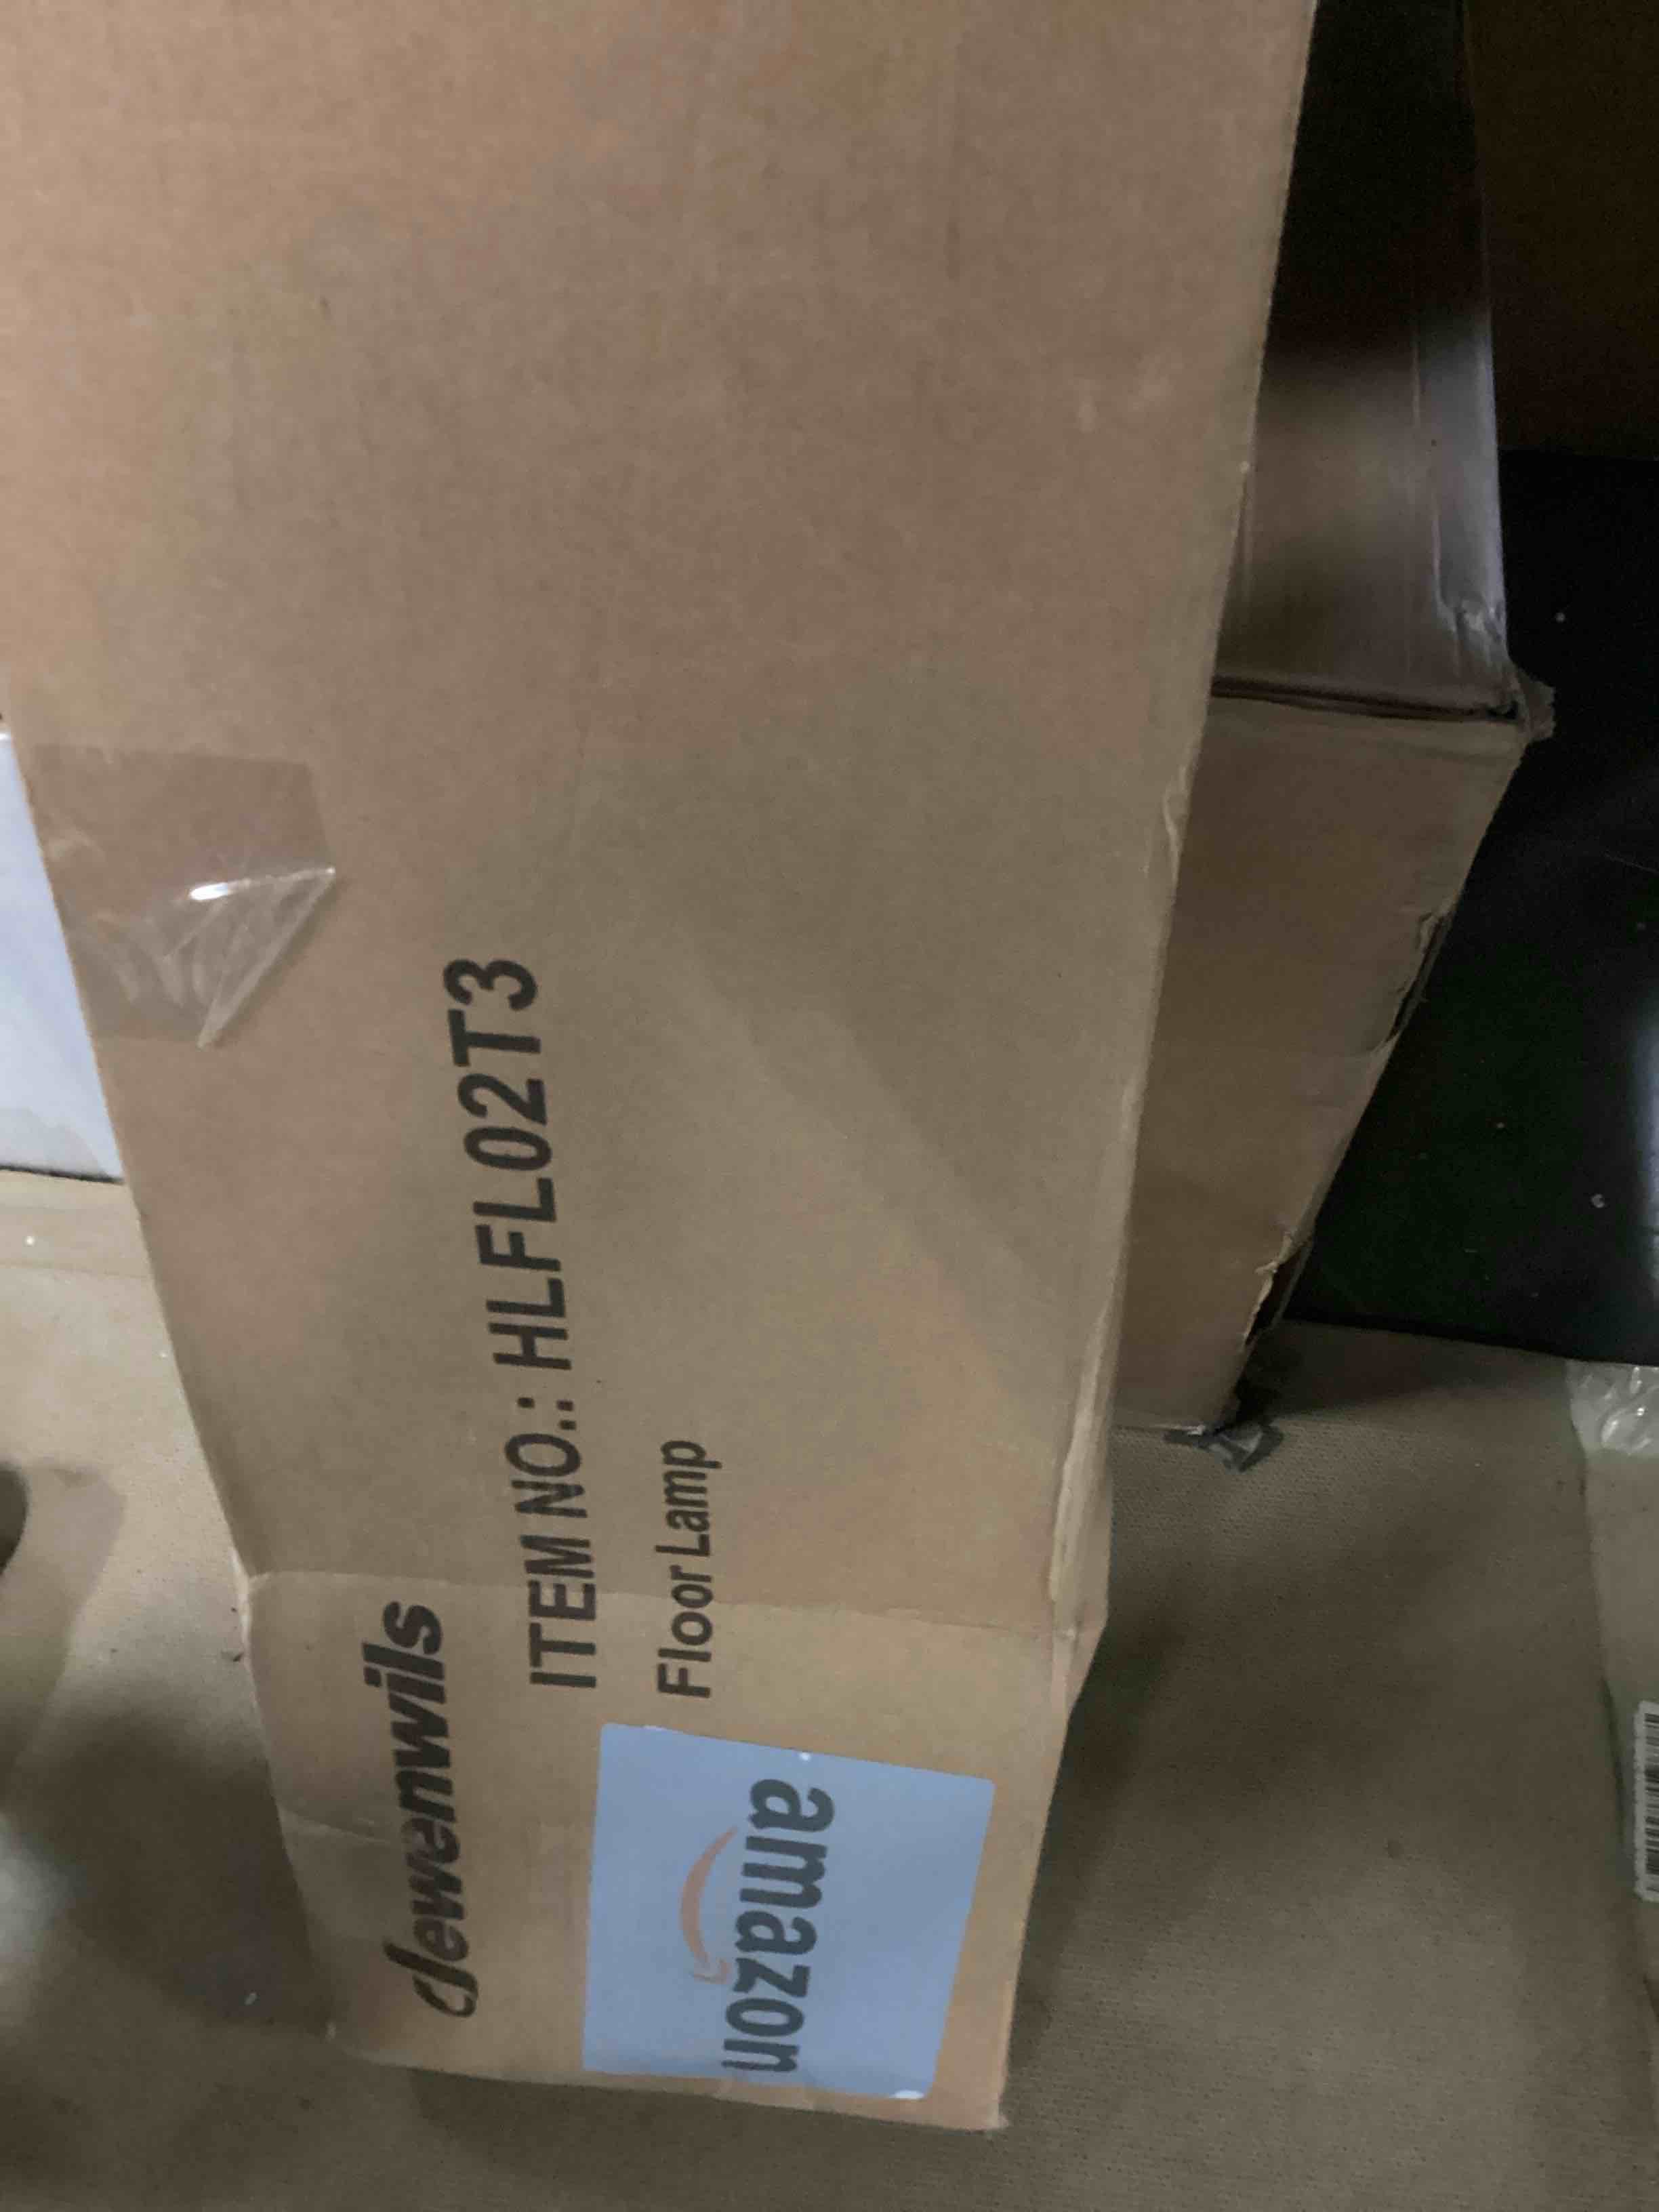 dewenwils
ITEM NO.: HLFL02T3
Floor Lamp
amazon